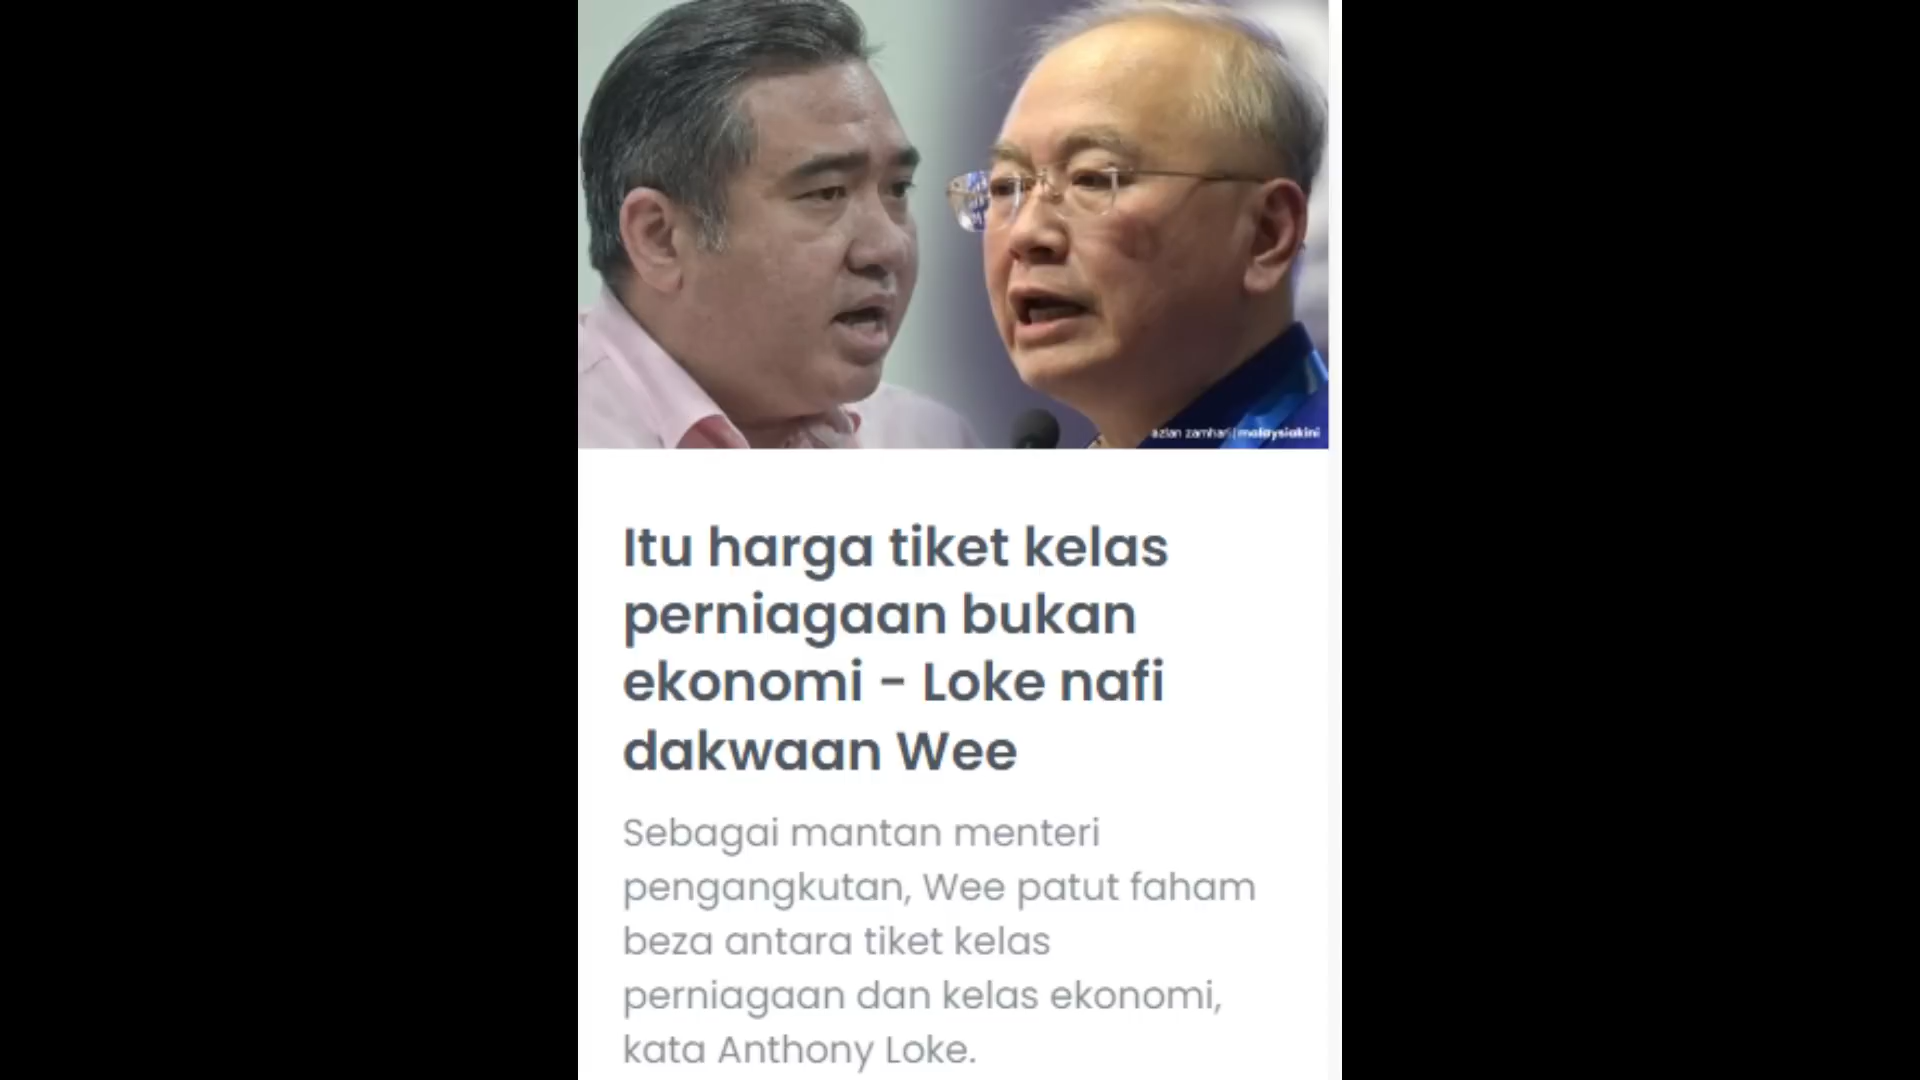 azlan zamhari|malaysiakini
Itu harga tiket kelas
perniagaan bukan
ekonomi - Loke nafi
dakwaan Wee
Sebagai mantan menteri
pengangkutan, Wee patut faham
beza antara tiket kelas
perniagaan dan kelas ekonomi,
kata Anthony Loke.